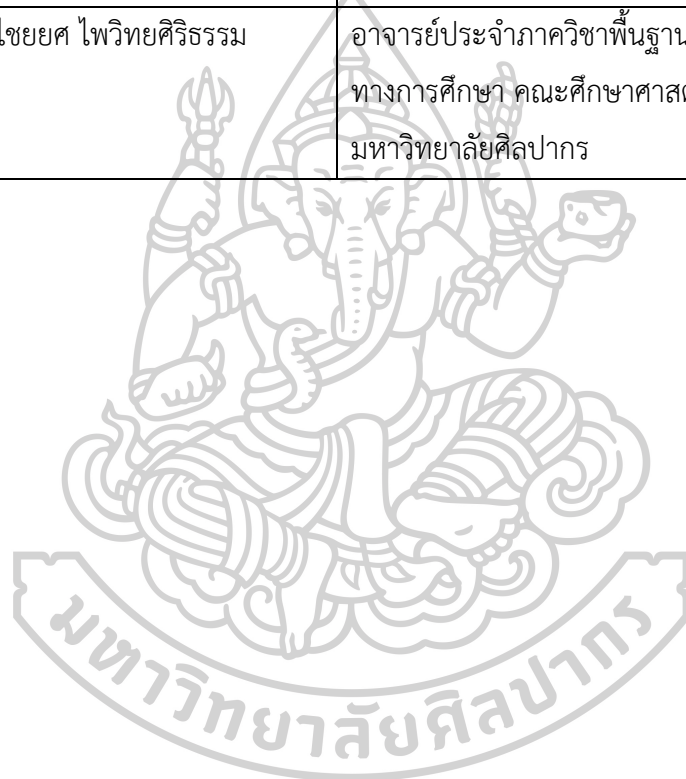 ไชยยศ ไพวิทยศิริธรรม
อาจารย์ประจำภาควิชาพื้นฐาน
ทางการศึกษา คณะศึกษาศาส
มหาวิทยาลัยศิลปากร
มหาวิทยาลัยศิลปากร